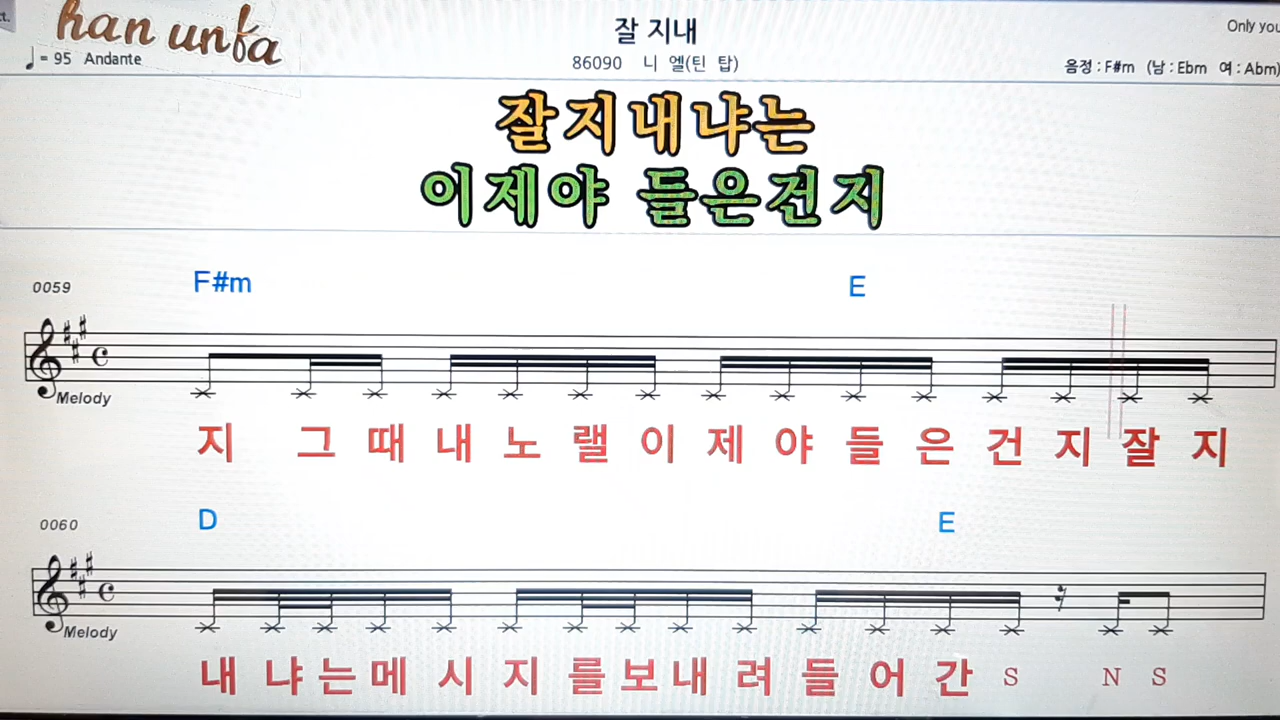 ct.
han unfa
잘 지내
Only you
♩ = 95 Andante
86090 니 엘(틴 탑)
음정 : F#m (남 : Ebm 여 : Abm)
잘지내냐는
이제야 들은건지
0059
F#m E
Melody
지 그 때 내 노 랠 이 제 야 들 은 건 지 잘 지
0060
D E
Melody
내 냐 는 메 시 지 를 보 내 려 들 어 간 S N S